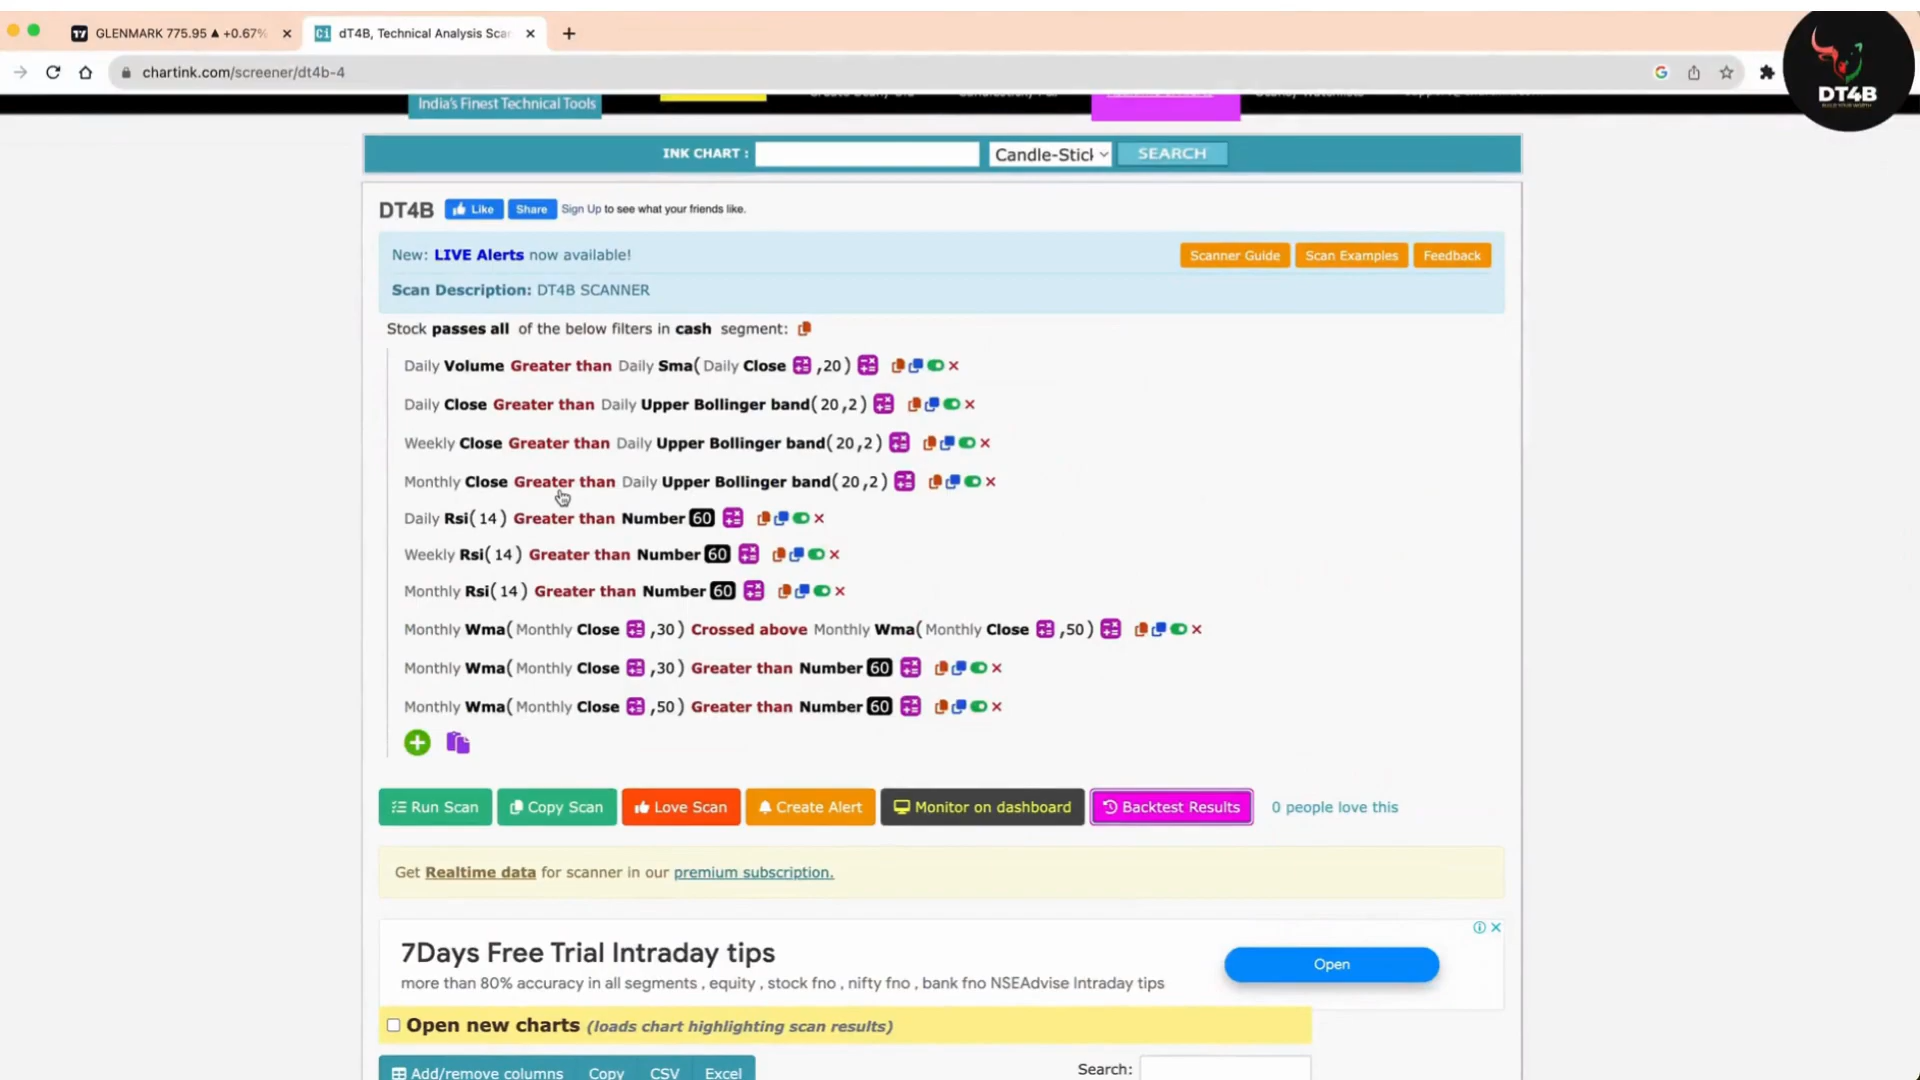 GLENMARK 775.95 ▲ +0.67%
dT4B, Technical Analysis Scan
chartink.com/screener/dt4b-4
DT4B
India's Finest Technical Tools
INK CHART :
Candle-Stick
SEARCH
DT4B
Like
Share
Sign Up to see what your friends like.
New: LIVE Alerts now available!
Scanner Guide
Scan Examples
Feedback
Scan Description: DT4B SCANNER
Stock passes all of the below filters in cash segment:
Daily Volume Greater than Daily Sma( Daily Close ,20 )
Daily Close Greater than Daily Upper Bollinger band( 20 ,2 )
Weekly Close Greater than Daily Upper Bollinger band( 20 ,2 )
Monthly Close Greater than Daily Upper Bollinger band( 20 ,2 )
Daily Rsi( 14 ) Greater than Number 60
Weekly Rsi( 14 ) Greater than Number 60
Monthly Rsi( 14 ) Greater than Number 60
Monthly Wma( Monthly Close ,30 ) Crossed above Monthly Wma( Monthly Close ,50 )
Monthly Wma( Monthly Close ,30 ) Greater than Number 60
Monthly Wma( Monthly Close ,50 ) Greater than Number 60
Run Scan
Copy Scan
Love Scan
Create Alert
Monitor on dashboard
Backtest Results
0 people love this
Get Realtime data for scanner in our premium subscription.
7Days Free Trial Intraday tips
more than 80% accuracy in all segments , equity , stock fno , nifty fno , bank fno NSEAdvise Intraday tips
Open
Open new charts (loads chart highlighting scan results)
Add/remove columns
Copy
CSV
Excel
Search: